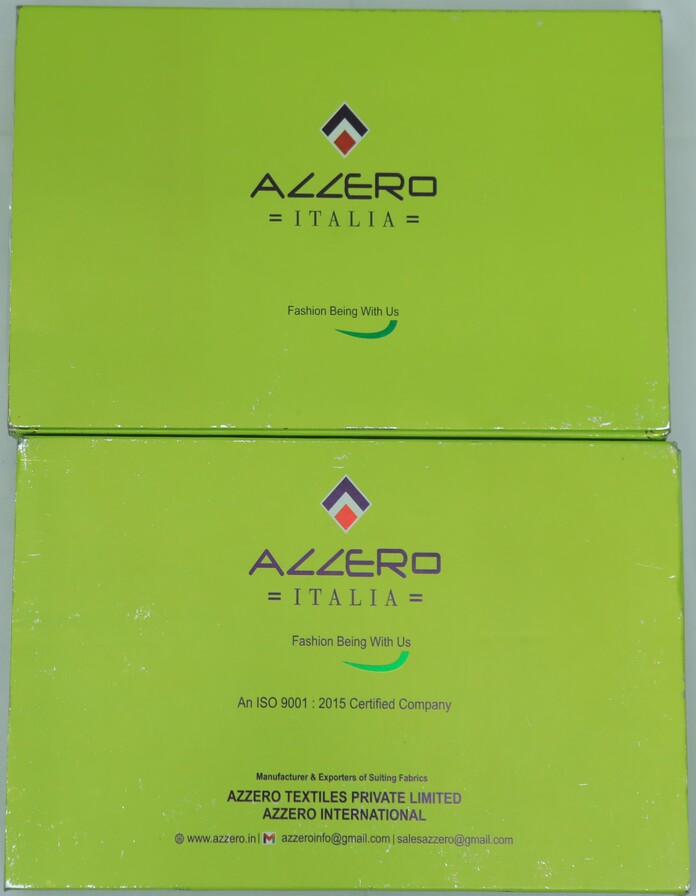 AZZERO
= ITALIA =
Fashion Being With Us
AZZERO
= ITALIA =
Fashion Being With Us
An ISO 9001 : 2015 Certified Company
Manufacturer & Exporters of Suiting Fabrics
AZZERO TEXTILES PRIVATE LIMITED
AZZERO INTERNATIONAL
www.azzero.in | azzeroinfo@gmail.com | salesazzero@gmail.com